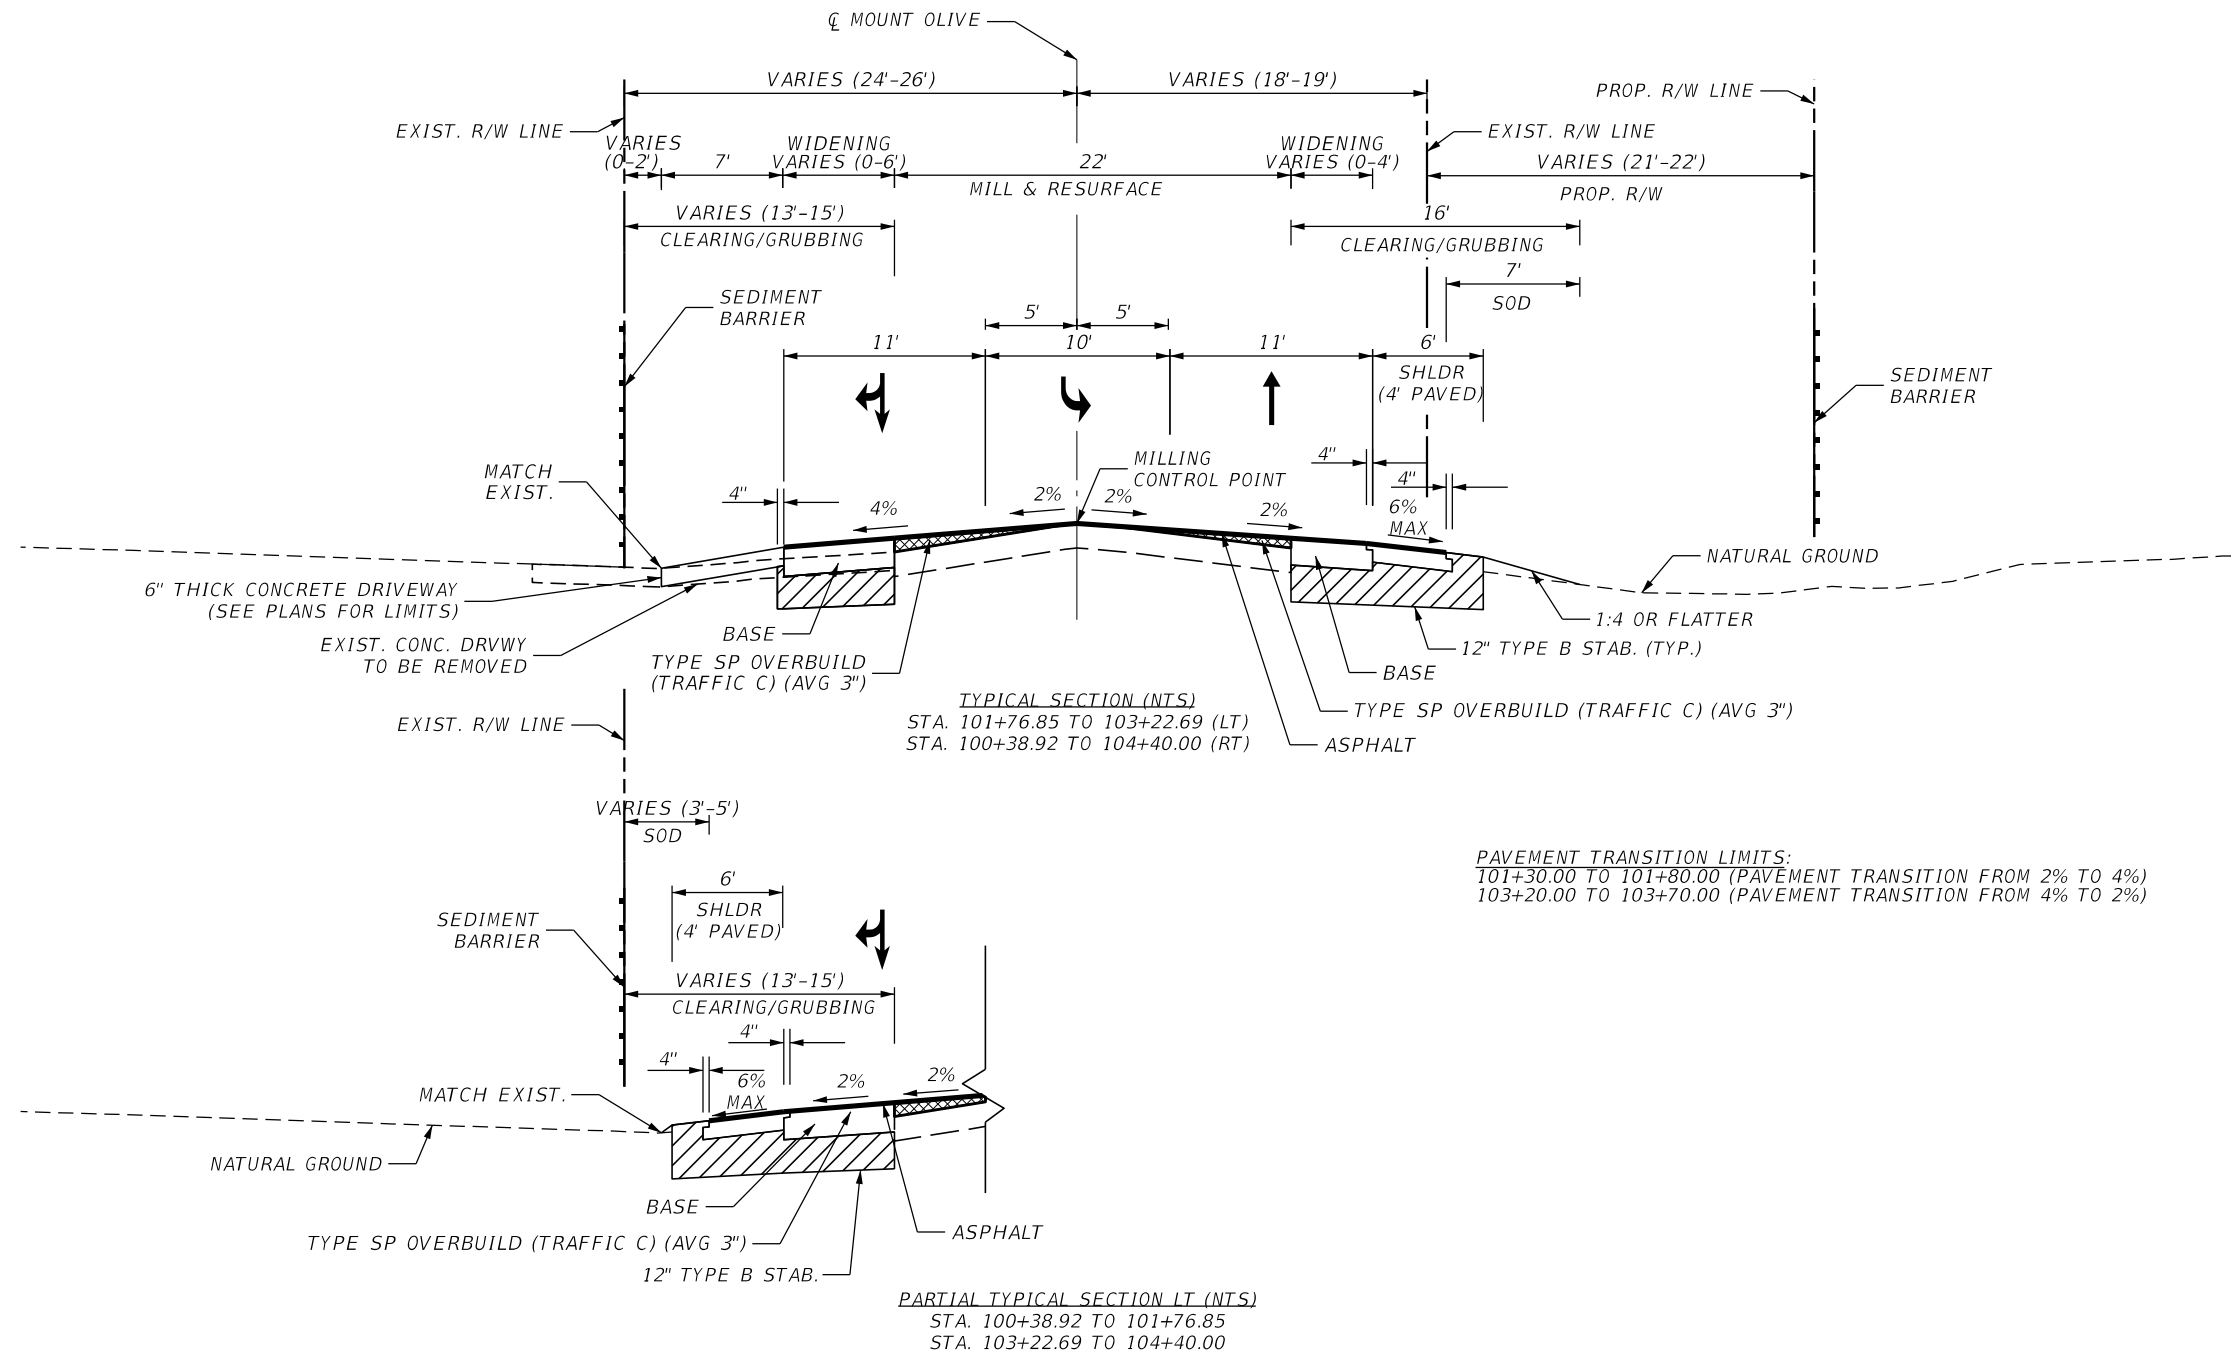 ℄ MOUNT OLIVE
VARIES (24'-26')
VARIES (18'-19')
PROP. R/W LINE
EXIST. R/W LINE
EXIST. R/W LINE
VARIES
(0-2')
7'
WIDENING
VARIES (0-6')
22'
MILL & RESURFACE
WIDENING
VARIES (0-4')
VARIES (21'-22')
PROP. R/W
VARIES (13'-15')
CLEARING/GRUBBING
16'
CLEARING/GRUBBING
7'
SOD
SEDIMENT
BARRIER
5'
5'
11'
10'
11'
6'
SHLDR
(4' PAVED)
SEDIMENT
BARRIER
MATCH
EXIST.
MILLING
CONTROL POINT
4"
4"
4"
4%
2%
2%
2%
6%
MAX
NATURAL GROUND
6" THICK CONCRETE DRIVEWAY
(SEE PLANS FOR LIMITS)
EXIST. CONC. DRVWY
TO BE REMOVED
BASE
TYPE SP OVERBUILD
(TRAFFIC C) (AVG 3")
1:4 OR FLATTER
12" TYPE B STAB. (TYP.)
BASE
TYPE SP OVERBUILD (TRAFFIC C) (AVG 3")
ASPHALT
TYPICAL SECTION (NTS)
STA. 101+76.85 TO 103+22.69 (LT)
STA. 100+38.92 TO 104+40.00 (RT)
EXIST. R/W LINE
VARIES (3'-5')
SOD
PAVEMENT TRANSITION LIMITS:
101+30.00 TO 101+80.00 (PAVEMENT TRANSITION FROM 2% TO 4%)
103+20.00 TO 103+70.00 (PAVEMENT TRANSITION FROM 4% TO 2%)
6'
SHLDR
(4' PAVED)
SEDIMENT
BARRIER
VARIES (13'-15')
CLEARING/GRUBBING
4"
4"
6%
MAX
2%
2%
MATCH EXIST.
NATURAL GROUND
BASE
TYPE SP OVERBUILD (TRAFFIC C) (AVG 3")
12" TYPE B STAB.
ASPHALT
PARTIAL TYPICAL SECTION LT (NTS)
STA. 100+38.92 TO 101+76.85
STA. 103+22.69 TO 104+40.00